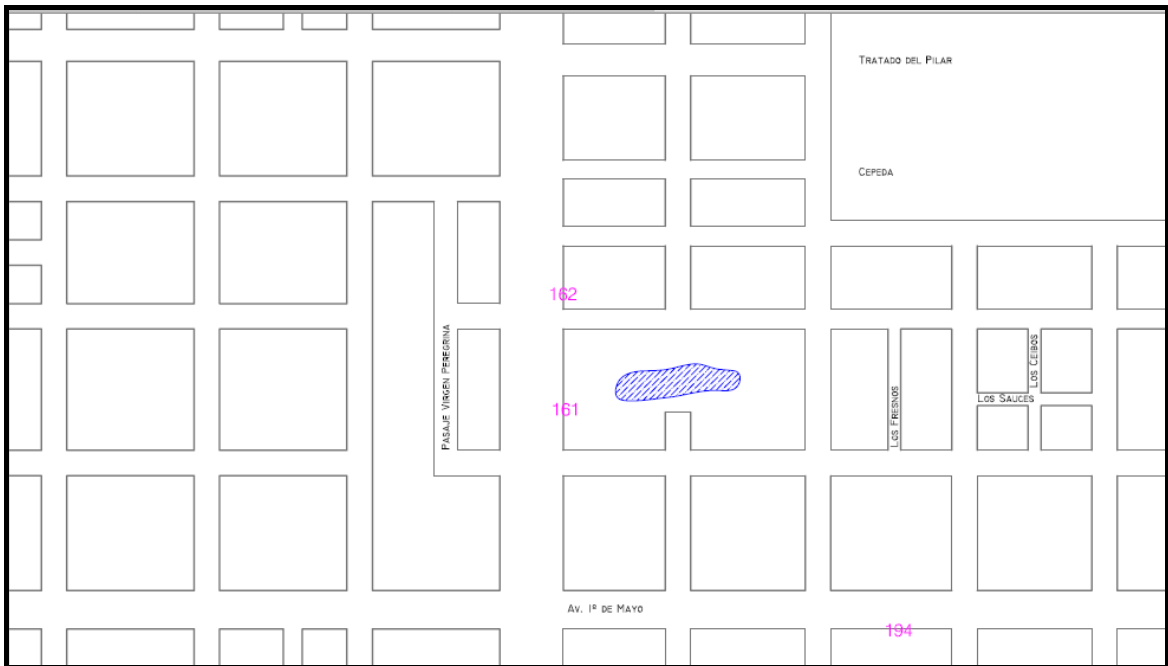 Tratado del Pilar
Cepeda
162
Pasaje Virgen Peregrina
Los Ceibos
161
Los Fresnos
Los Sauces
Av. 1º de Mayo
194